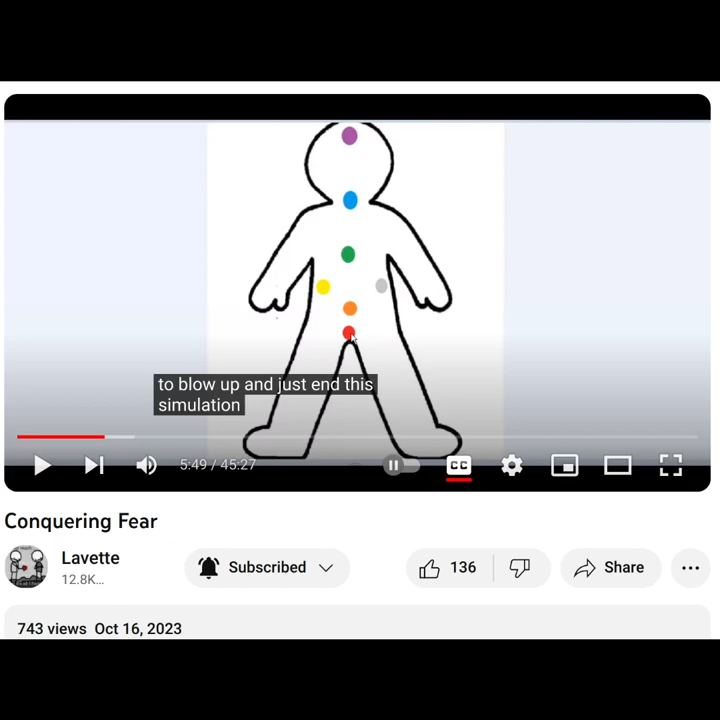 to blow up and just end this
simulation
5:49 / 45:27
CC
Conquering Fear
Lavette
12.8K...
Subscribed
136
Share
743 views Oct 16, 2023